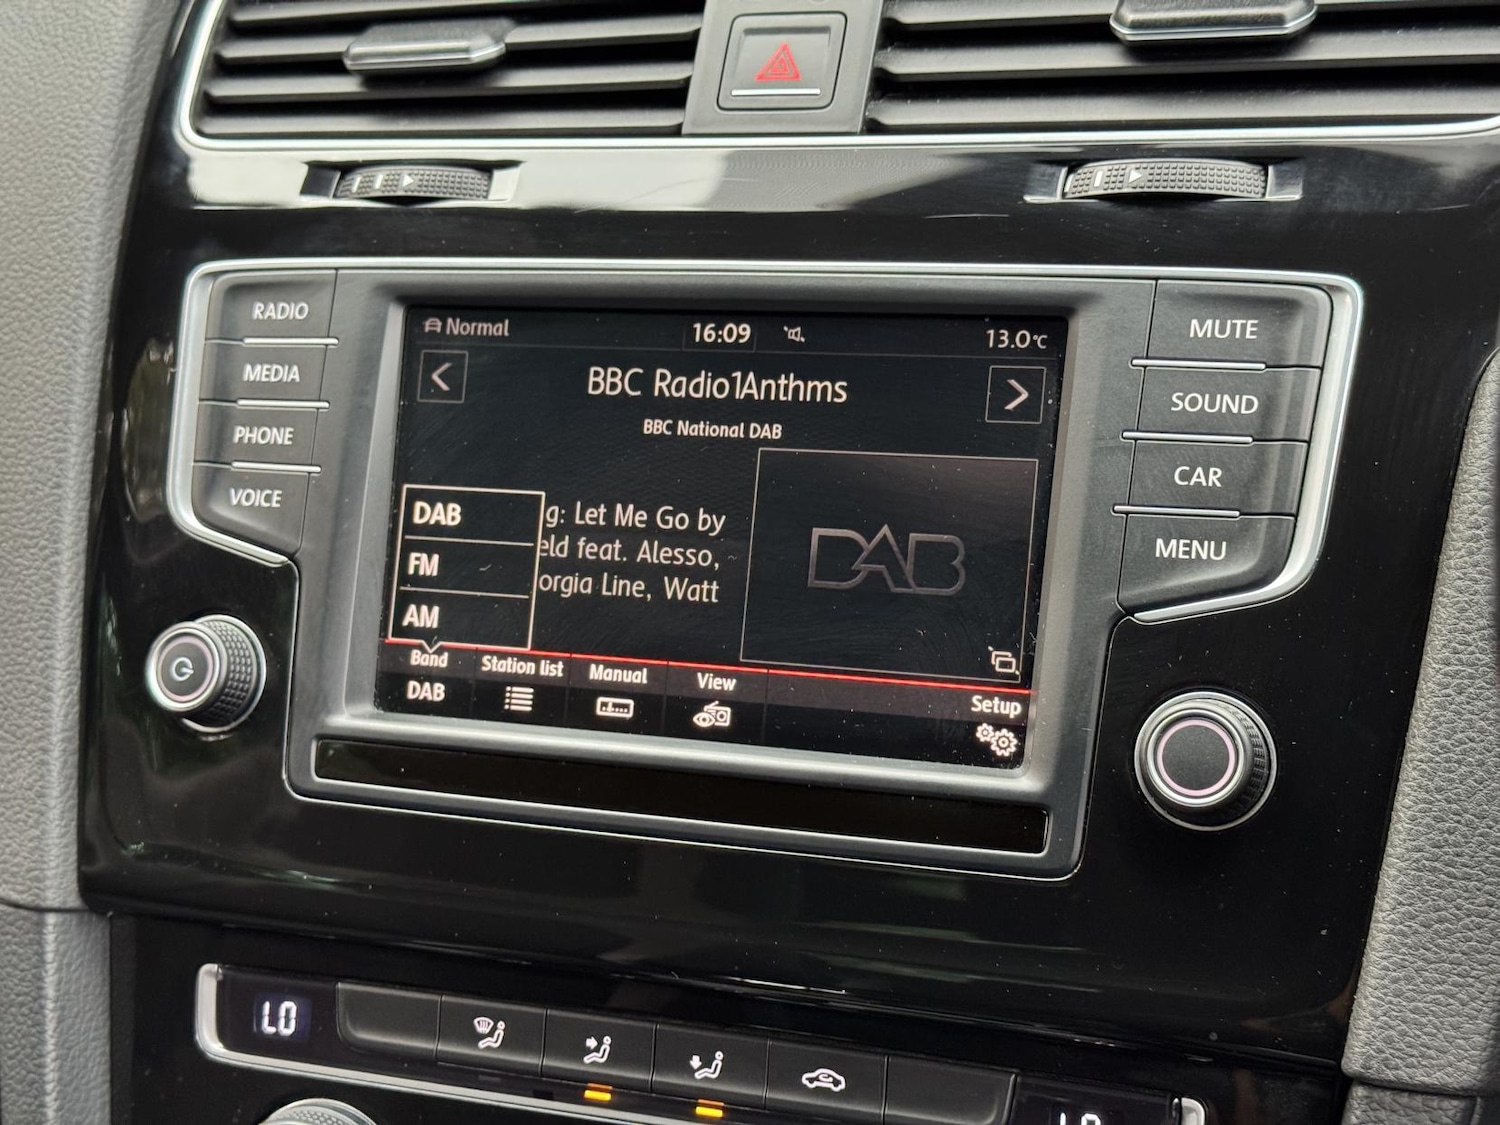 RADIO
MEDIA
PHONE
VOICE
Normal
16:09
13.0°C
BBC Radio1Anthms
BBC National DAB
DAB
FM
AM
g: Let Me Go by
eld feat. Alesso,
orgia Line, Watt
DAB
Band
DAB
Station list
Manual
View
Setup
MUTE
SOUND
CAR
MENU
LO
LO